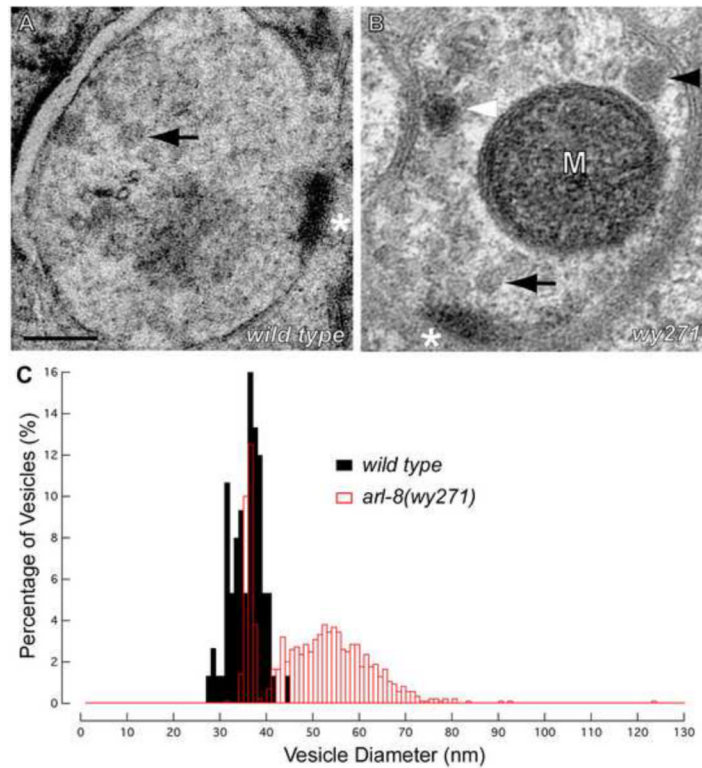 A
B
M
*
*
wild type
wy271
C
16
14
12
10
8
6
4
2
0
Percentage of Vesicles (%)
wild type
arl-8(wy271)
0 10 20 30 40 50 60 70 80 90 100 110 120 130
Vesicle Diameter (nm)